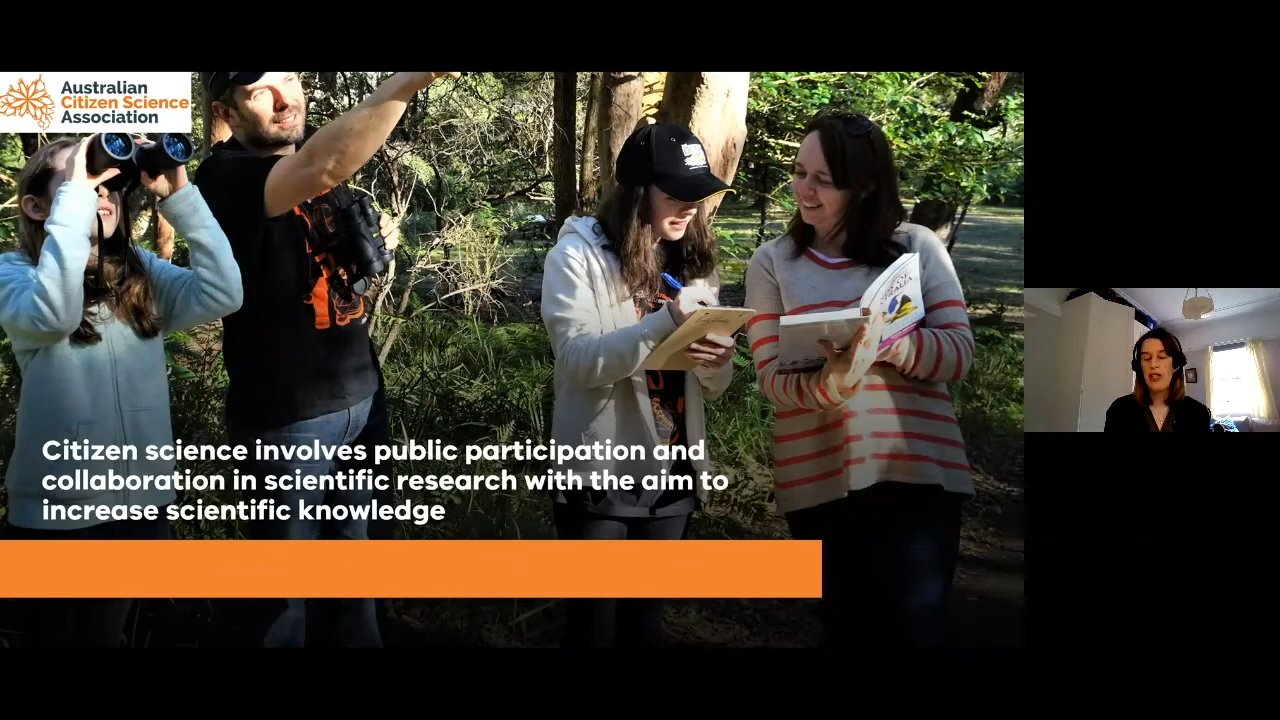 Australian
Citizen Science
Association
Citizen science involves public participation and
collaboration in scientific research with the aim to
increase scientific knowledge